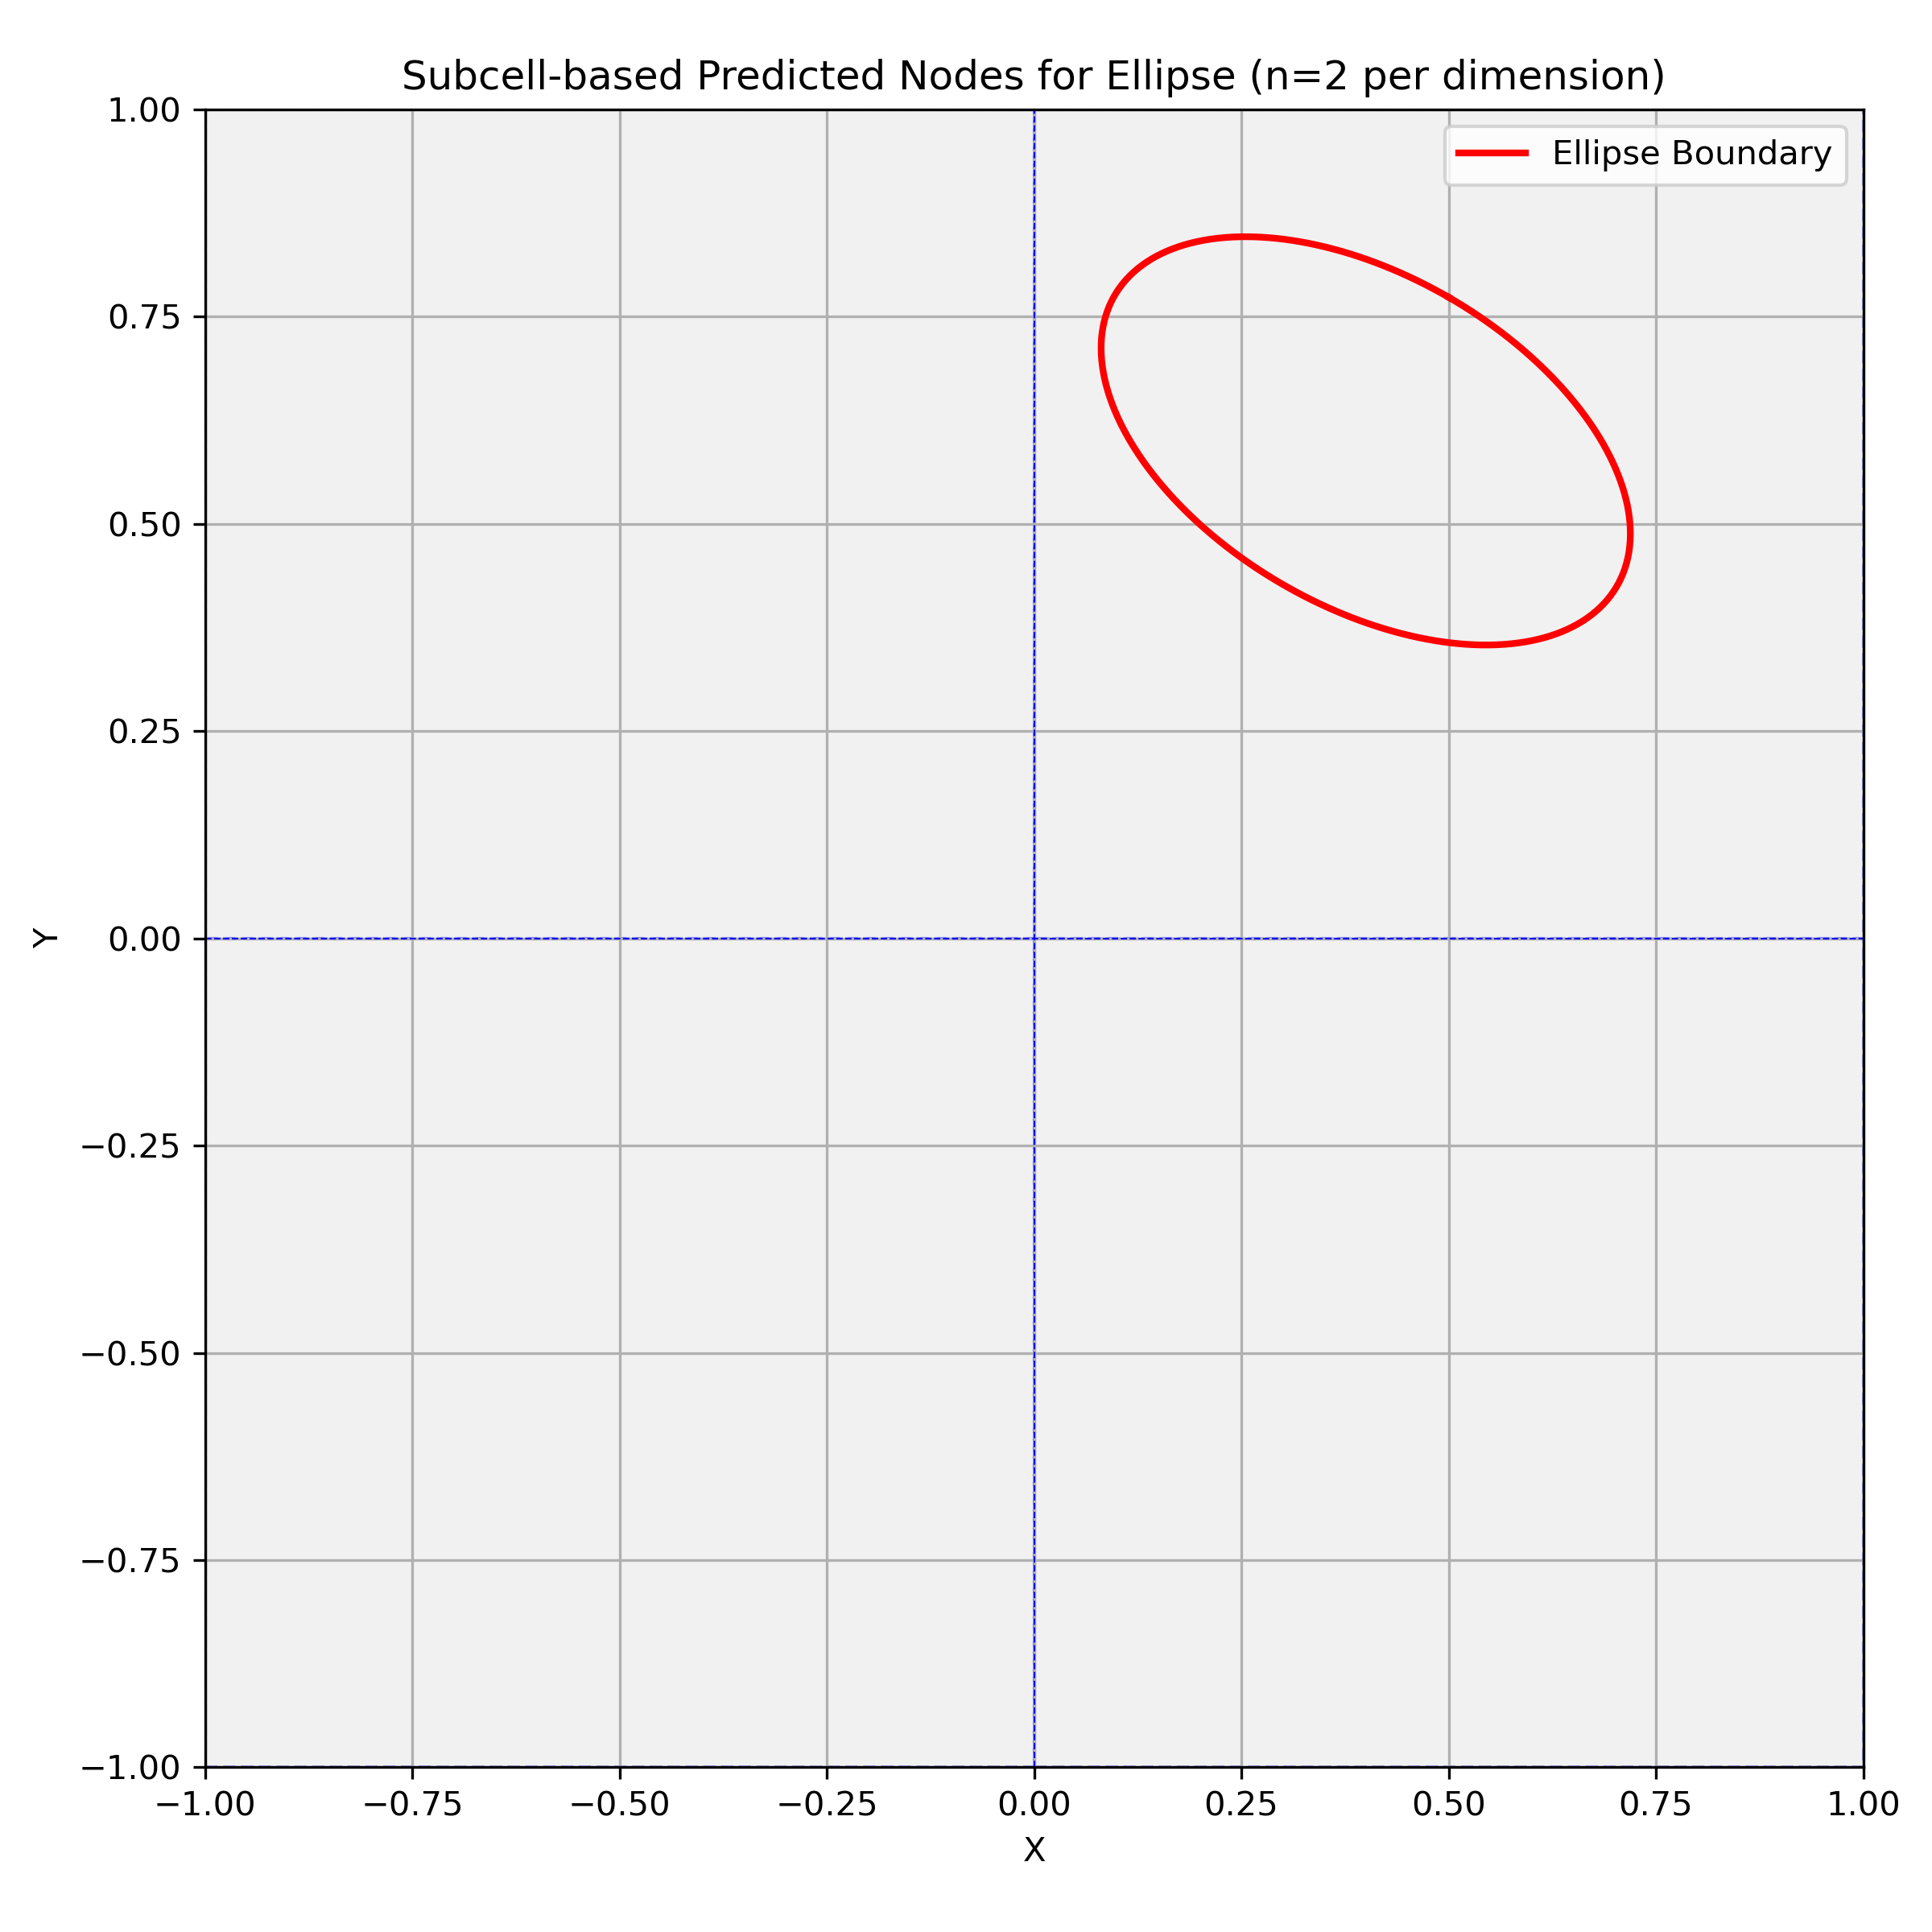 Subcell-based Predicted Nodes for Ellipse (n=2 per dimension)
Ellipse Boundary
1.00
0.75
0.50
0.25
0.00
−0.25
−0.50
−0.75
−1.00
Y
−1.00 −0.75 −0.50 −0.25 0.00 0.25 0.50 0.75 1.00
X